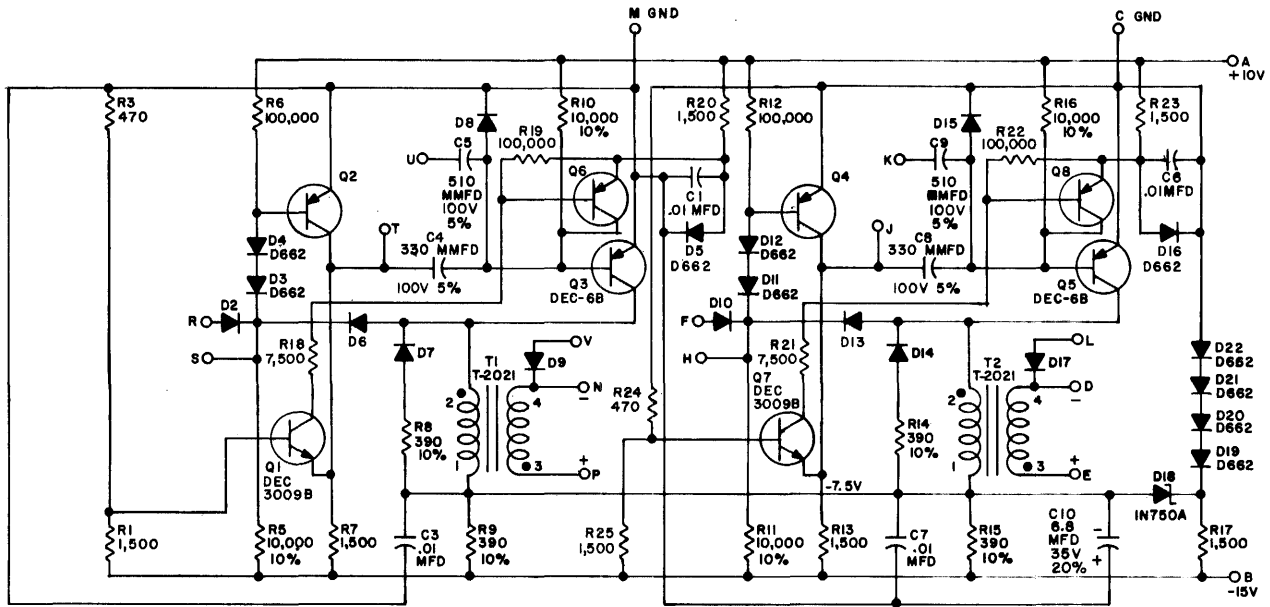 M GND
C GND
A
+10V
R3
470
R6
100,000
Q2
D8
C5
U
510
MMFD
100V
5%
R10
10,000
10%
R19
100,000
Q6
R20
1,500
R12
100,000
Q4
D15
C9
K
510
MMFD
100V
5%
R16
10,000
10%
R22
100,000
Q8
R23
1,500
C6
.01MFD
C1
.01 MFD
D5
D662
D16
D662
D4
D662
D3
D662
T
C4
330 MMFD
100V 5%
Q3
DEC-6B
D12
D662
D11
D662
J
C8
330 MMFD
100V 5%
Q5
DEC-6B
R
D2
S
D6
D7
R18
7,500
T1
T-2021
D9
V
N
−
+
P
2
1
4
3
R8
390
10%
R24
470
F
D10
H
D13
D14
R21
7,500
Q7
DEC
3009B
T2
T-2021
D17
L
D
−
+
E
2
1
4
3
R14
390
10%
D22
D662
D21
D662
D20
D662
D19
D662
Q1
DEC
3009B
-7.5V
D18
1N750A
R1
1,500
R5
10,000
10%
R7
1,500
C3
.01
MFD
R9
390
10%
R25
1,500
R11
10,000
10%
R13
1,500
C7
.01
MFD
R15
390
10%
C10
6.8
MFD
35V
20%
−
+
R17
1,500
B
-15V